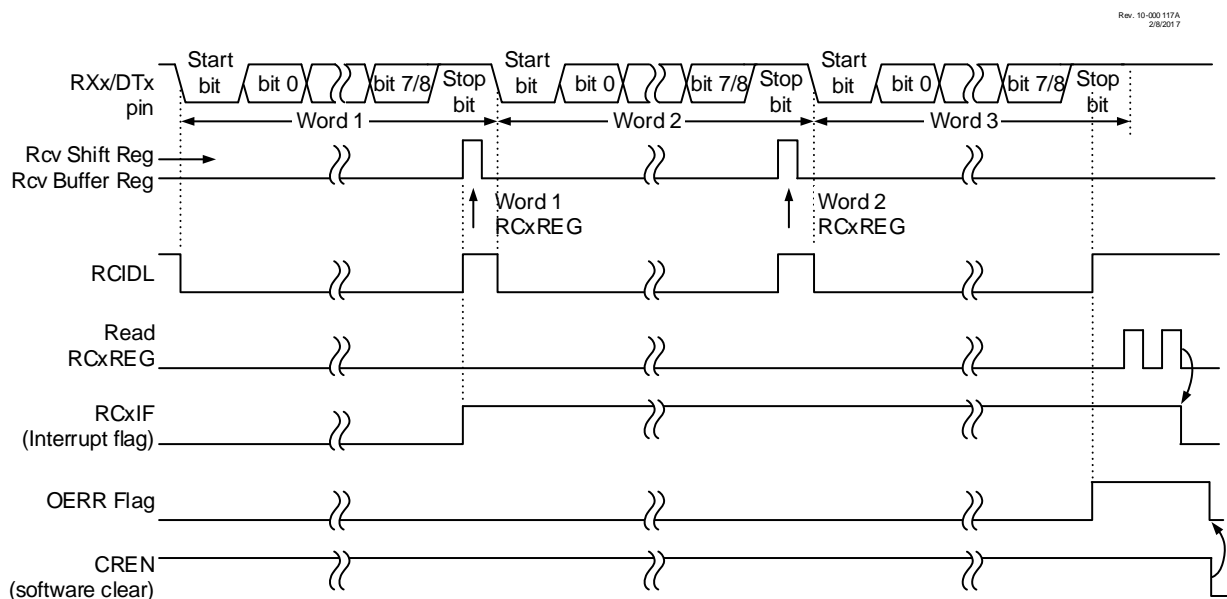 Rev. 10-000 117A
2/8/2017
RXx/DTx
pin
Start
bit
bit 0
bit 7/8
Stop
bit
Start
bit
bit 0
bit 7/8
Stop
bit
Start
bit
bit 0
bit 7/8
Stop
bit
Word 1
Word 2
Word 3
Rcv Shift Reg
Rcv Buffer Reg
Word 1
RCxREG
Word 2
RCxREG
RCIDL
Read
RCxREG
RCxIF
(Interrupt flag)
OERR Flag
CREN
(software clear)